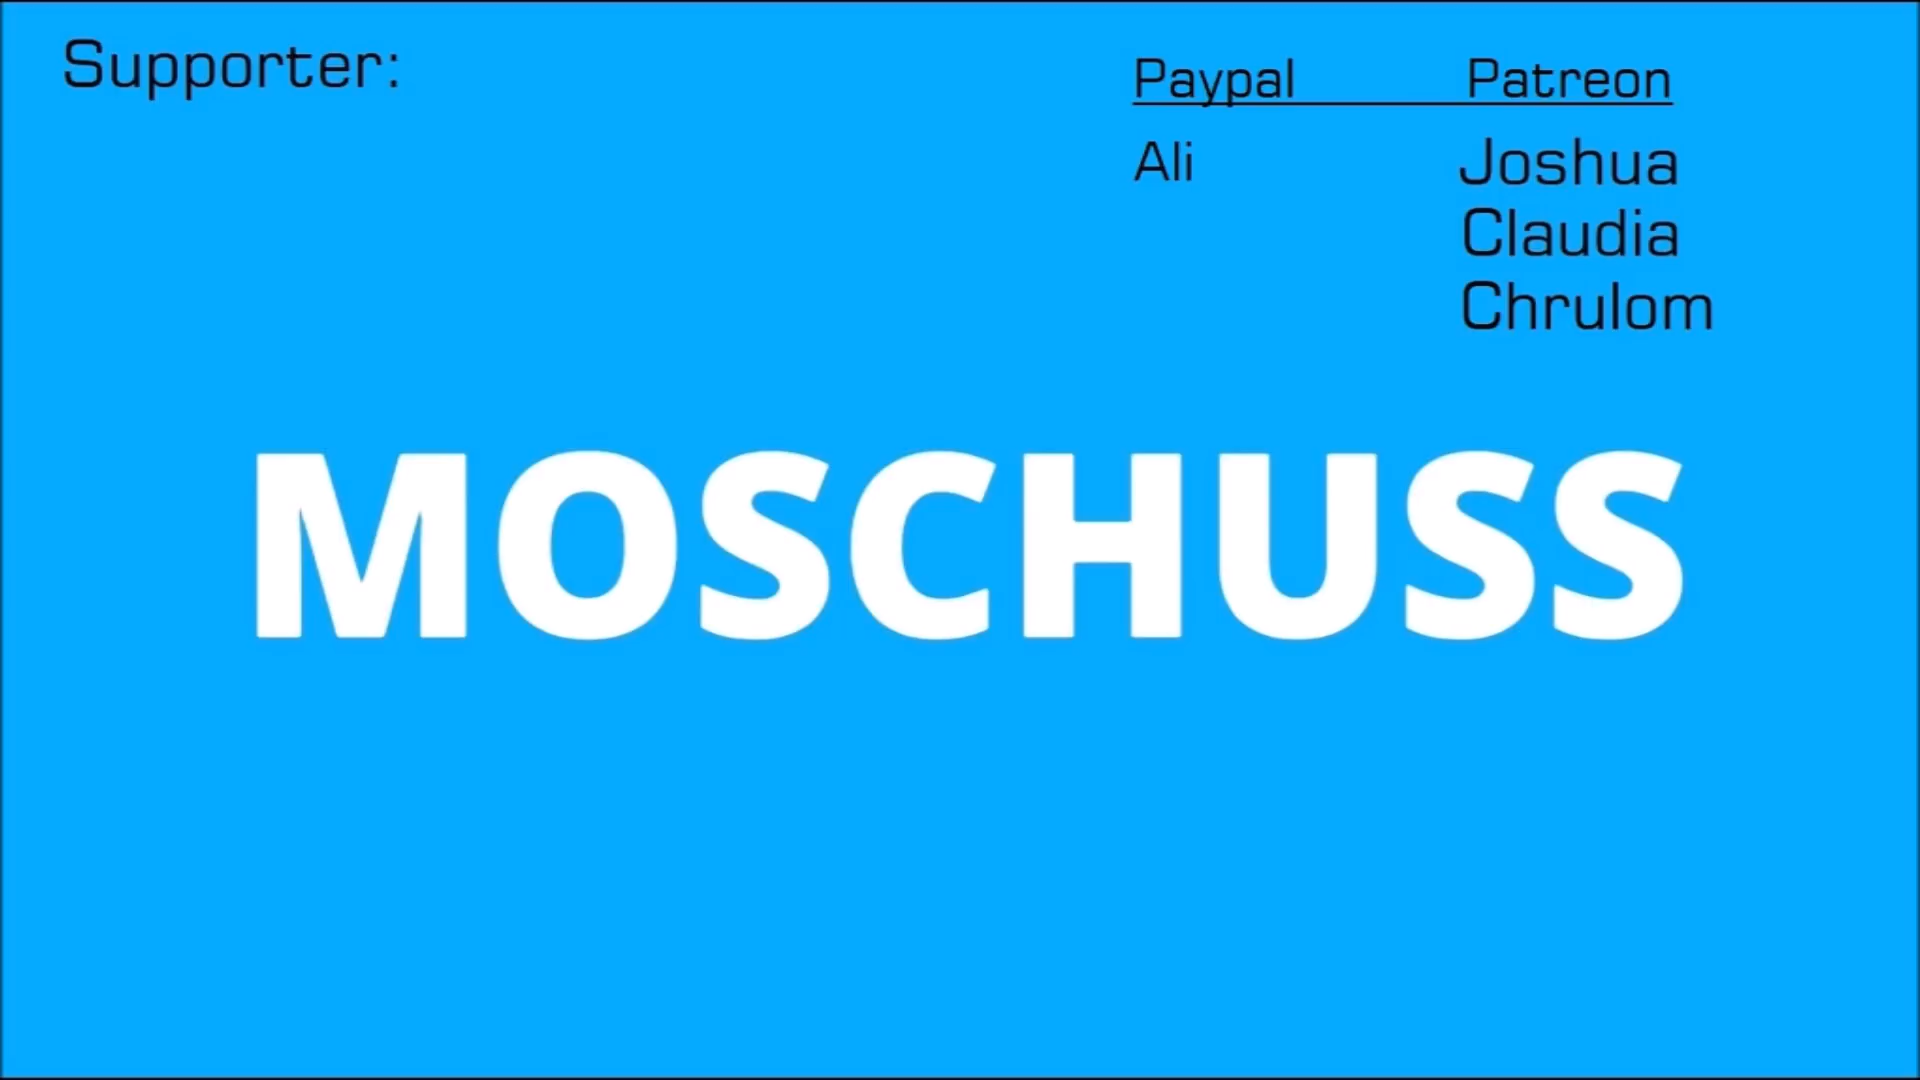 Supporter:
Paypal Patreon
Ali Joshua
Claudia
Chrulom
MOSCHUSS